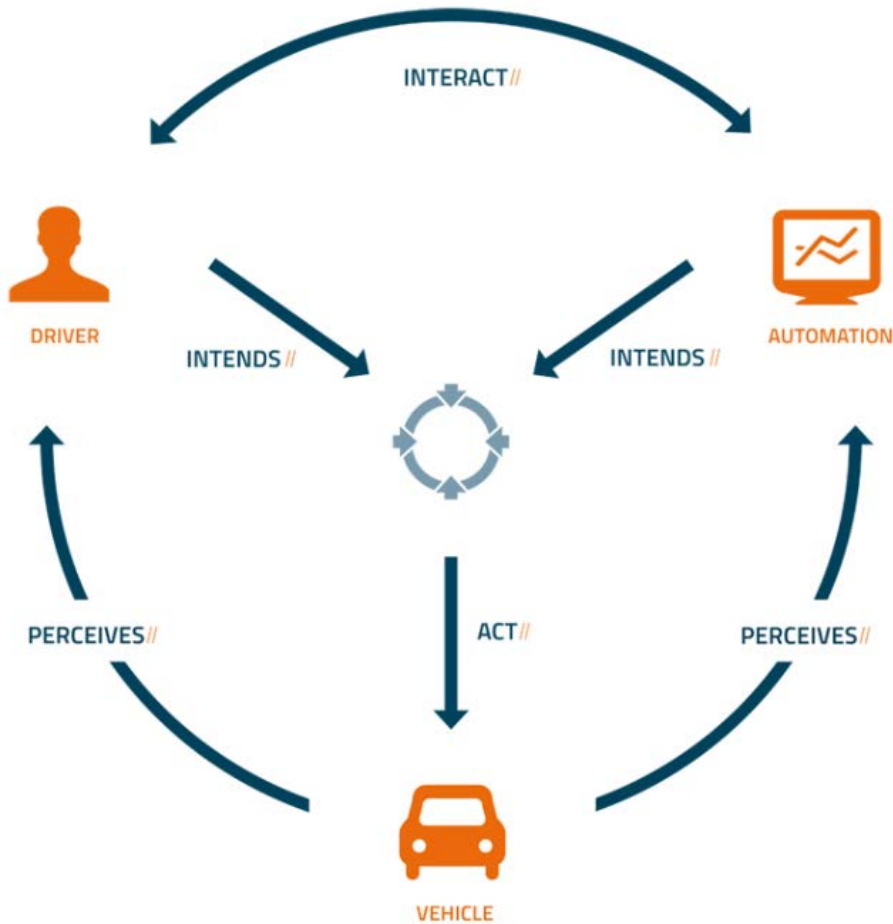 INTERACT//
DRIVER
AUTOMATION
INTENDS //
INTENDS //
PERCEIVES//
ACT//
PERCEIVES//
VEHICLE